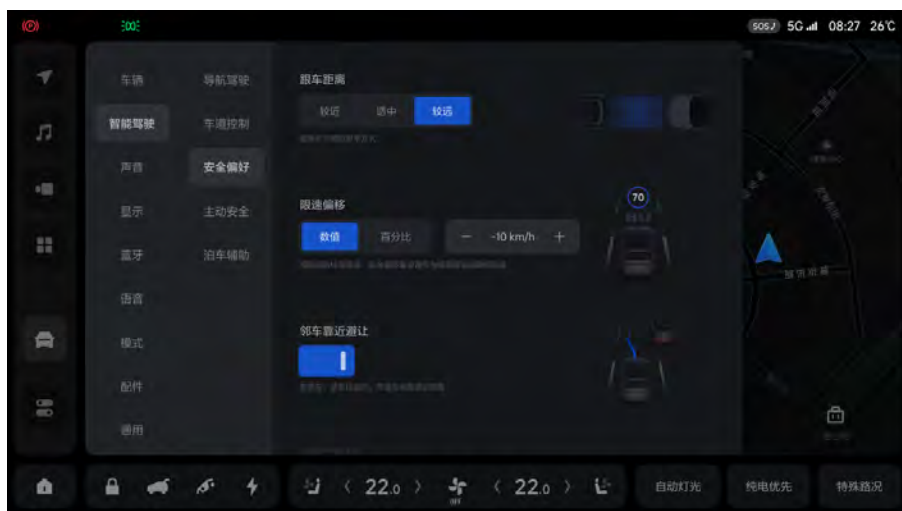 SOS 5G 08:27 26℃
车辆
智能驾驶
声音
显示
蓝牙
语言
模式
配件
通用
导航驾驶
车道控制
安全偏好
主动安全
泊车辅助
跟车距离
较近 适中 较远
限速偏移
数值 百分比 − -10 km/h +
70
邻车靠近避让
22.0 OFF 22.0
自动灯光 纯电优先 特殊路况